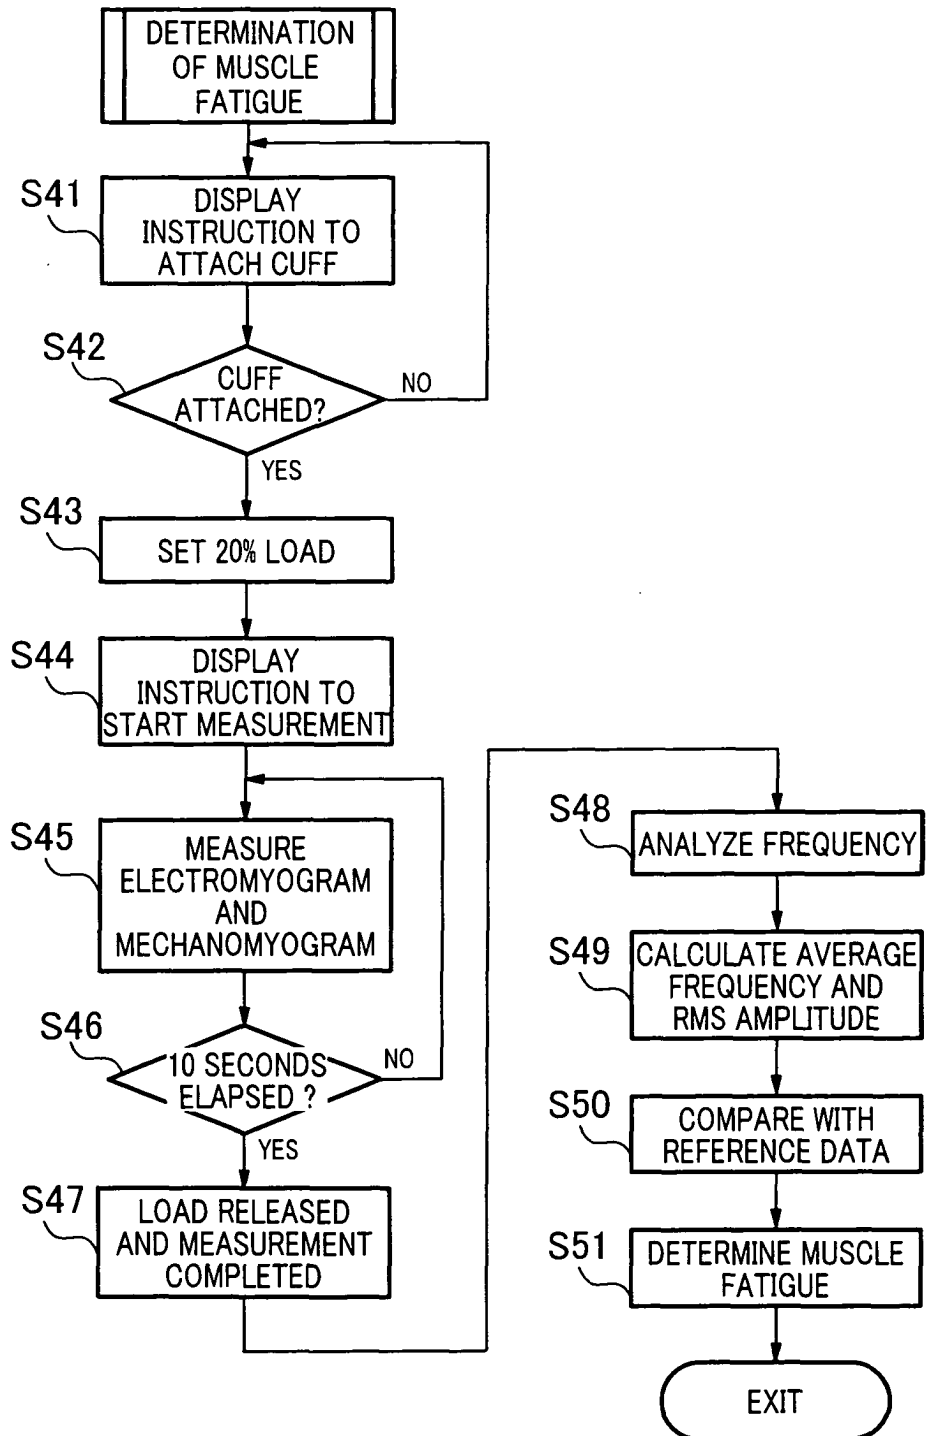 DETERMINATION
OF MUSCLE
FATIGUE
S41
DISPLAY
INSTRUCTION TO
ATTACH CUFF
S42
CUFF
ATTACHED?
NO
YES
S43
SET 20% LOAD
S44
DISPLAY
INSTRUCTION TO
START MEASUREMENT
S45
MEASURE
ELECTROMYOGRAM
AND
MECHANOMYOGRAM
S46
10 SECONDS
ELAPSED ?
NO
YES
S47
LOAD RELEASED
AND MEASUREMENT
COMPLETED
S48
ANALYZE FREQUENCY
S49
CALCULATE AVERAGE
FREQUENCY AND
RMS AMPLITUDE
S50
COMPARE WITH
REFERENCE DATA
S51
DETERMINE MUSCLE
FATIGUE
EXIT